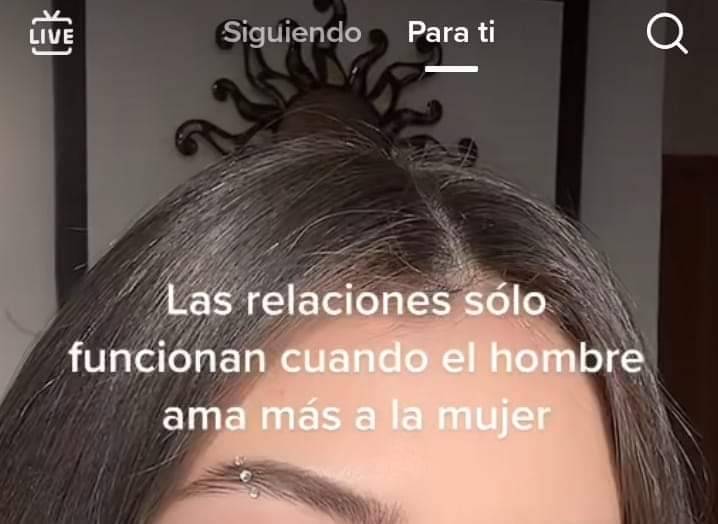 LIVE
Siguiendo Para ti
Las relaciones sólo
funcionan cuando el hombre
ama más a la mujer